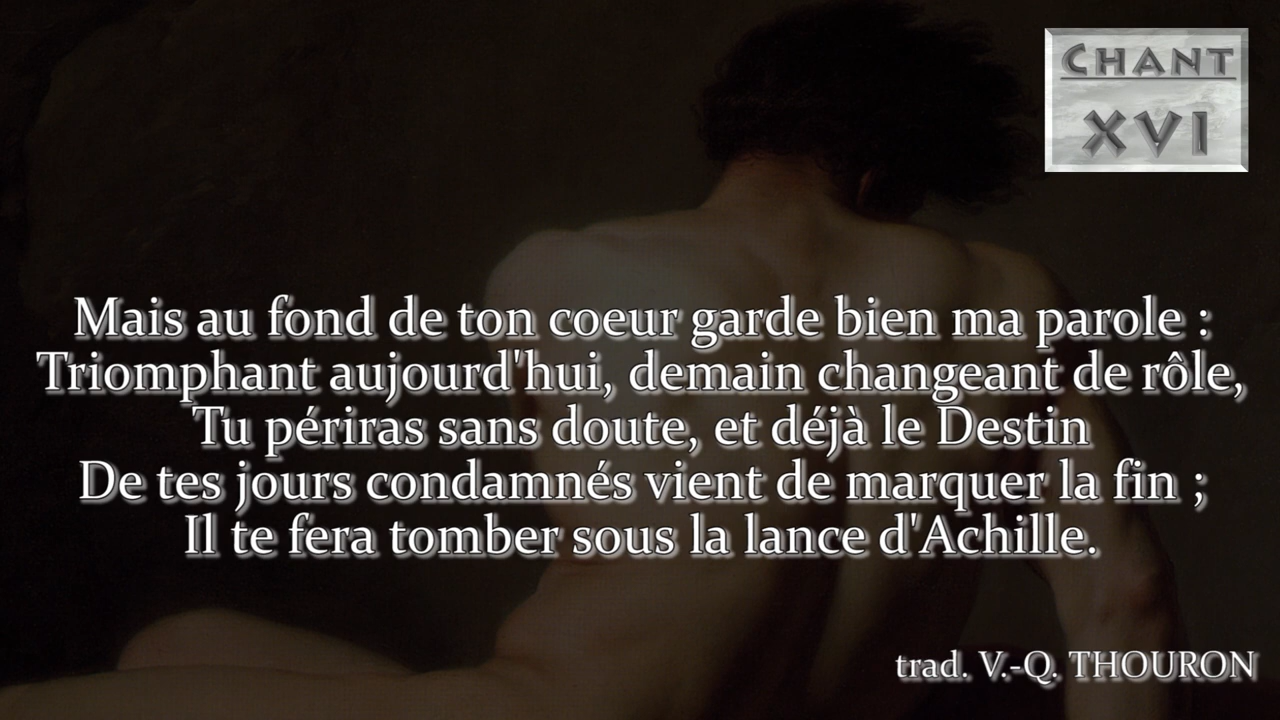 CHANT
XVI
Mais au fond de ton coeur garde bien ma parole :
Triomphant aujourd'hui, demain changeant de rôle,
Tu périras sans doute, et déjà le Destin
De tes jours condamnés vient de marquer la fin ;
Il te fera tomber sous la lance d'Achille.
trad. V.-Q. THOURON